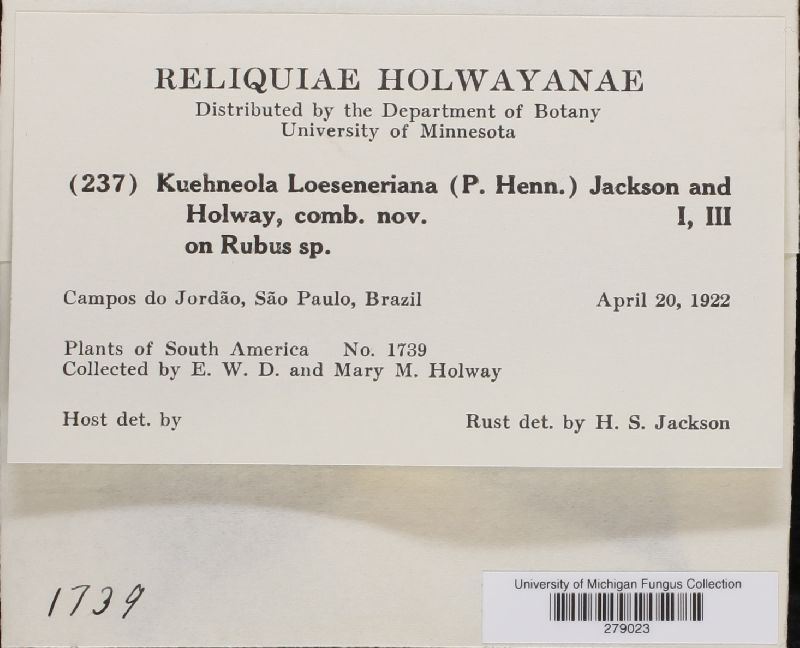 RELIQUIAE HOLWAYANAE
Distributed by the Department of Botany
University of Minnesota
(237) Kuehneola Loeseneriana (P. Henn.) Jackson and
Holway, comb. nov. I, III
on Rubus sp.
Campos do Jordão, São Paulo, Brazil April 20, 1922
Plants of South America No. 1739
Collected by E. W. D. and Mary M. Holway
Host det. by Rust det. by H. S. Jackson
1739
University of Michigan Fungus Collection
279023